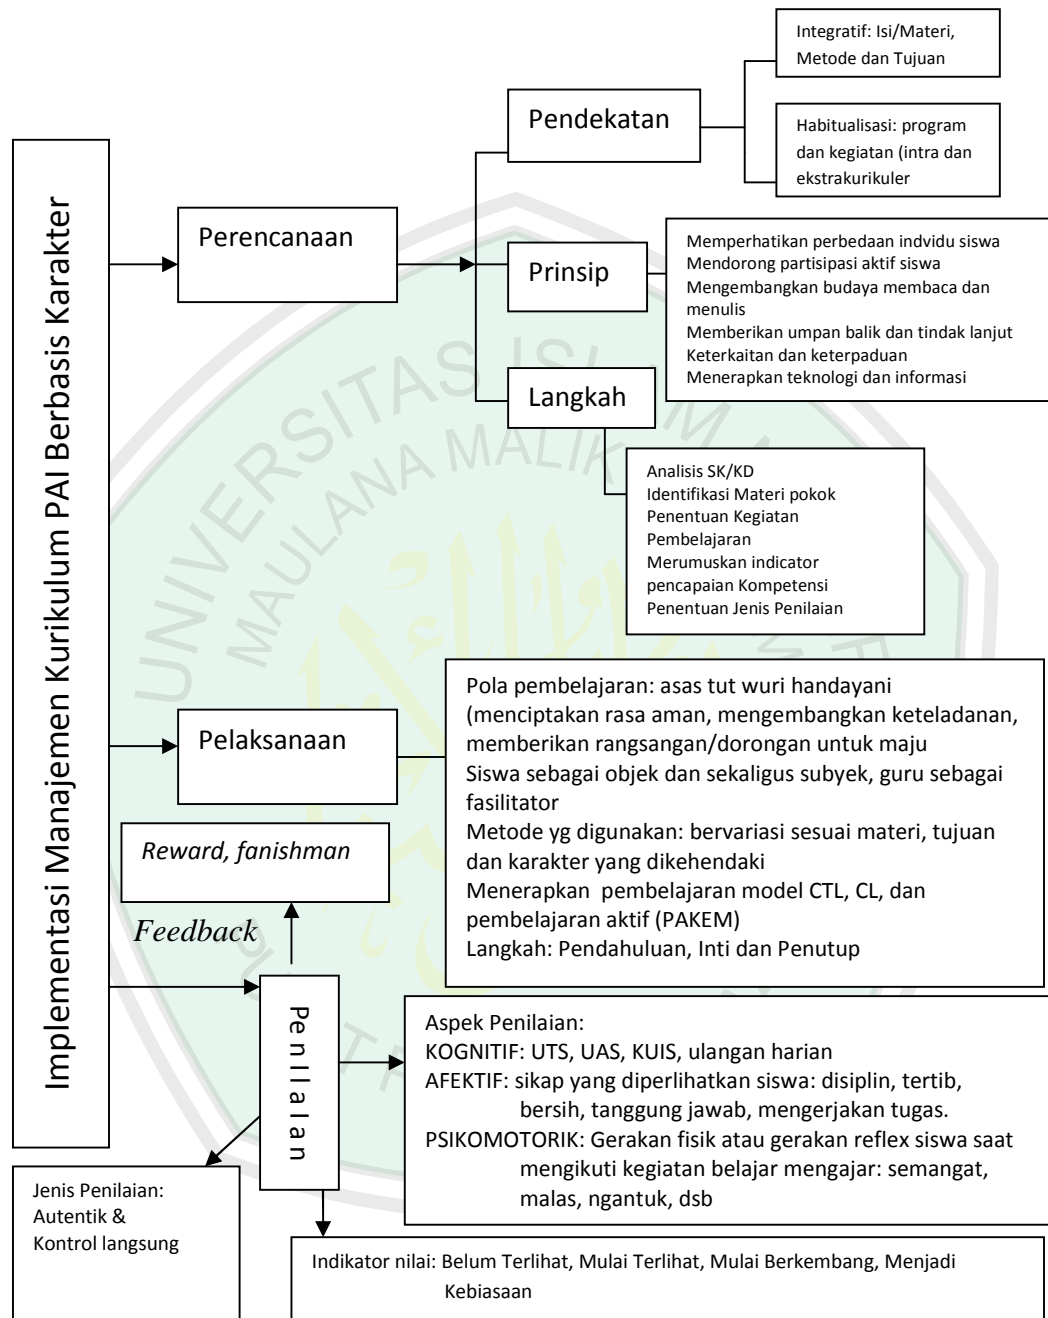 Implementasi Manajemen Kurikulum PAI Berbasis Karakter
Perencanaan
Pendekatan
Integratif: Isi/Materi,
Metode dan Tujuan
Habitualisasi: program
dan kegiatan (intra dan
ekstrakurikuler
Prinsip
Memperhatikan perbedaan indvidu siswa
Mendorong partisipasi aktif siswa
Mengembangkan budaya membaca dan
menulis
Memberikan umpan balik dan tindak lanjut
Keterkaitan dan keterpaduan
Menerapkan teknologi dan informasi
Langkah
Analisis SK/KD
Identifikasi Materi pokok
Penentuan Kegiatan
Pembelajaran
Merumuskan indicator
pencapaian Kompetensi
Penentuan Jenis Penilaian
Pelaksanaan
Pola pembelajaran: asas tut wuri handayani
(menciptakan rasa aman, mengembangkan keteladanan,
memberikan rangsangan/dorongan untuk maju
Siswa sebagai objek dan sekaligus subyek, guru sebagai
fasilitator
Metode yg digunakan: bervariasi sesuai materi, tujuan
dan karakter yang dikehendaki
Menerapkan  pembelajaran model CTL, CL, dan
pembelajaran aktif (PAKEM)
Langkah: Pendahuluan, Inti dan Penutup
Reward, fanishman
Feedback
PenIlaIan
Aspek Penilaian:
KOGNITIF: UTS, UAS, KUIS, ulangan harian
AFEKTIF: sikap yang diperlihatkan siswa: disiplin, tertib,
bersih, tanggung jawab, mengerjakan tugas.
PSIKOMOTORIK: Gerakan fisik atau gerakan reflex siswa saat
mengikuti kegiatan belajar mengajar: semangat,
malas, ngantuk, dsb
Jenis Penilaian:
Autentik &
Kontrol langsung
Indikator nilai: Belum Terlihat, Mulai Terlihat, Mulai Berkembang, Menjadi
Kebiasaan
UNIVERSITAS ISL
MAULANA MALIK